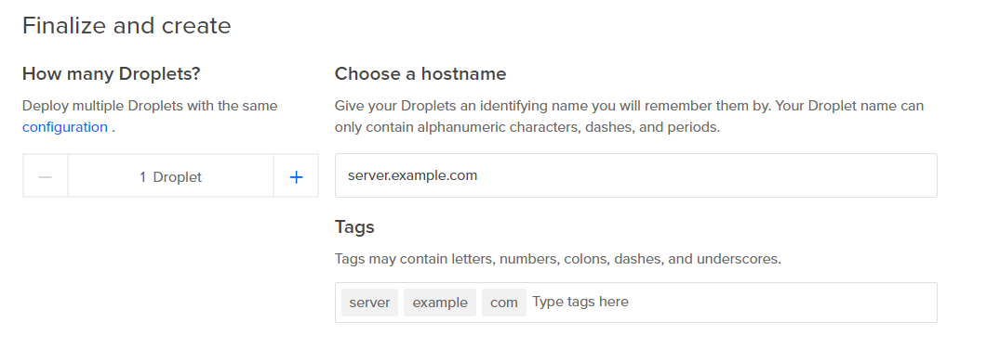 Finalize and create
How many Droplets?
Deploy multiple Droplets with the same
configuration .
1 Droplet
Choose a hostname
Give your Droplets an identifying name you will remember them by. Your Droplet name can
only contain alphanumeric characters, dashes, and periods.
server.example.com
Tags
Tags may contain letters, numbers, colons, dashes, and underscores.
server example com Type tags here